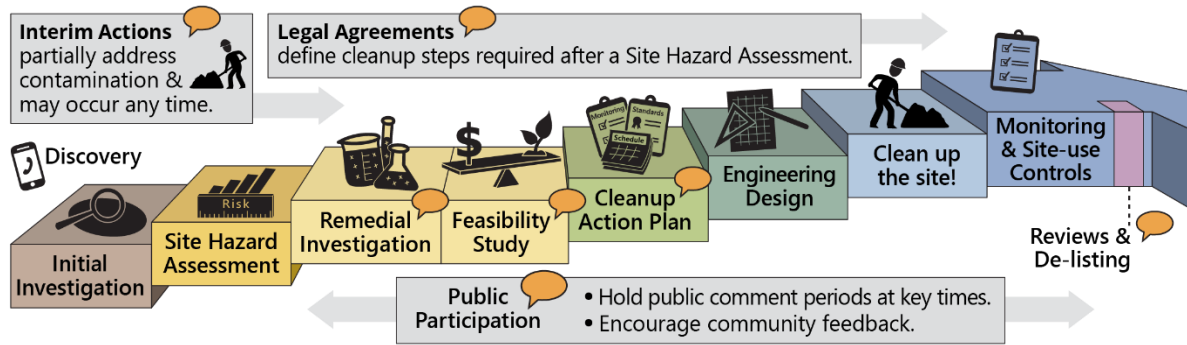 Interim Actions
partially address
contamination &
may occur any time.
Legal Agreements
define cleanup steps required after a Site Hazard Assessment.
Discovery
Initial
Investigation
Risk
Site Hazard
Assessment
Remedial
Investigation
$
Feasibility
Study
Monitoring
Standards
Schedule
Cleanup
Action Plan
Engineering
Design
Clean up
the site!
Monitoring
& Site-use
Controls
Reviews &
De-listing
Public
Participation
• Hold public comment periods at key times.
• Encourage community feedback.